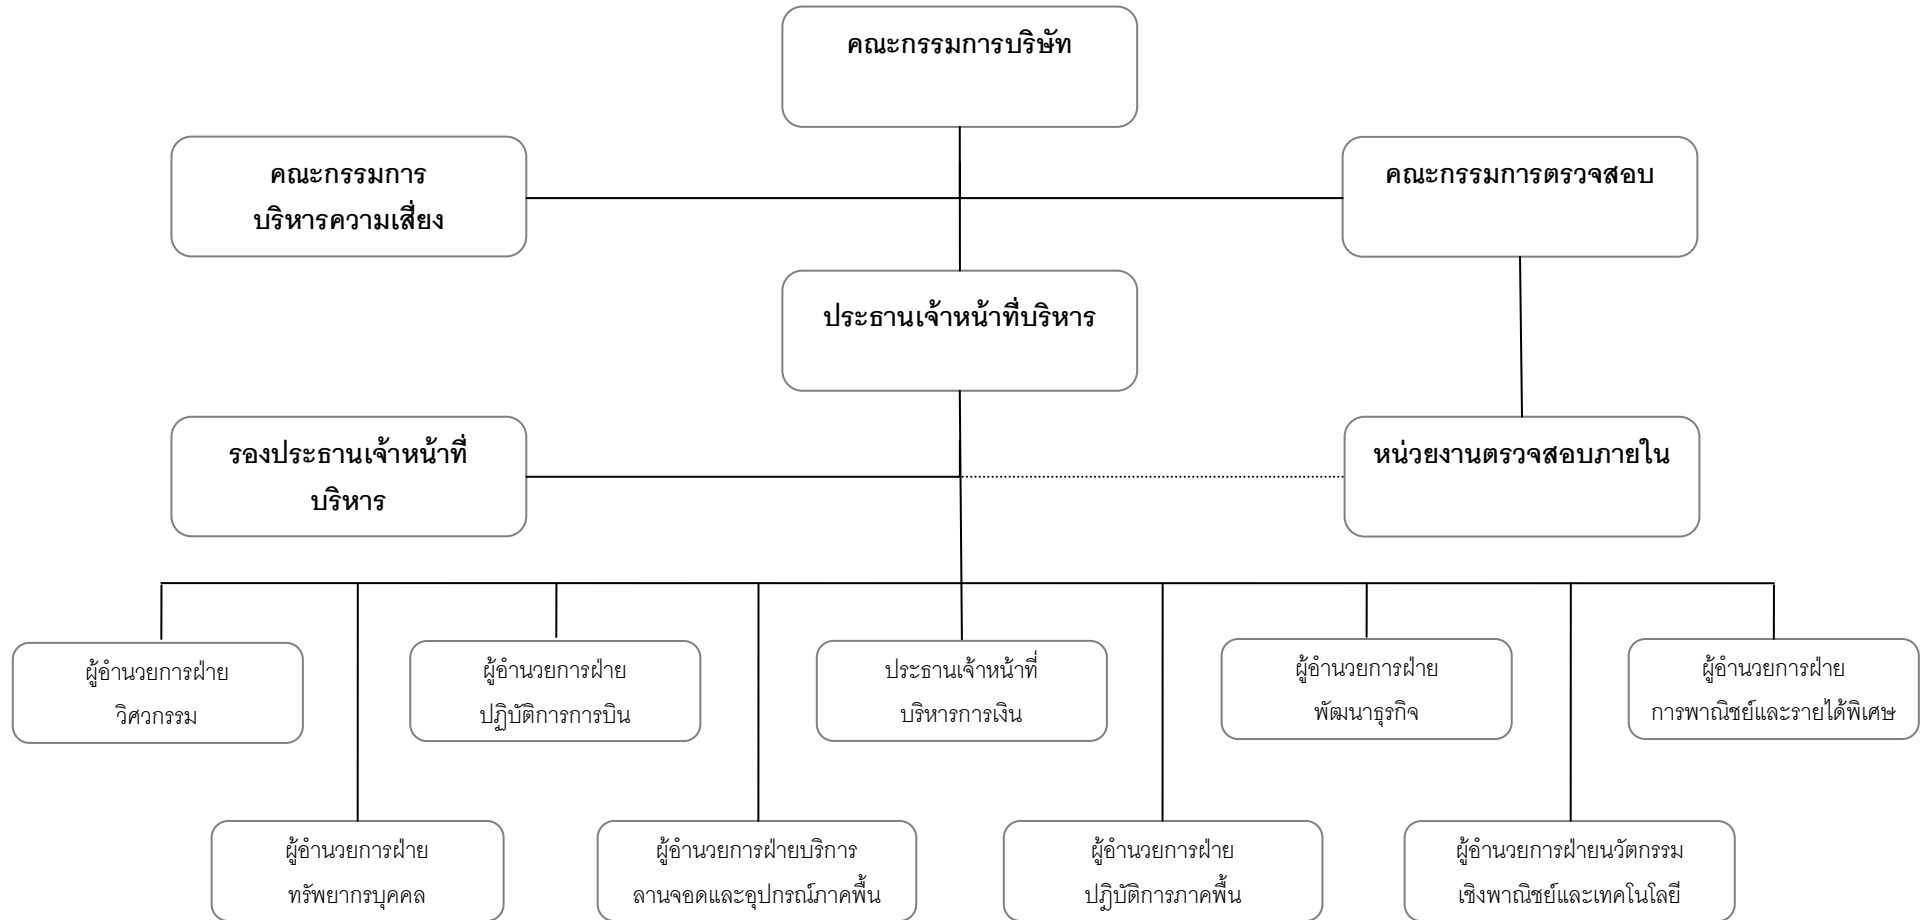 คณะกรรมการบริษัท
คณะกรรมการ
บริหารความเสี่ยง
คณะกรรมการตรวจสอบ
ประธานเจ้าหน้าที่บริหาร
รองประธานเจ้าหน้าที่
บริหาร
หน่วยงานตรวจสอบภายใน
ผู้อำนวยการฝ่าย
วิศวกรรม
ผู้อำนวยการฝ่าย
ปฏิบัติการการบิน
ประธานเจ้าหน้าที่
บริหารการเงิน
ผู้อำนวยการฝ่าย
พัฒนาธุรกิจ
ผู้อำนวยการฝ่าย
การพาณิชย์และรายได้พิเศษ
ผู้อำนวยการฝ่าย
ทรัพยากรบุคคล
ผู้อำนวยการฝ่ายบริการ
ลานจอดและอุปกรณ์ภาคพื้น
ผู้อำนวยการฝ่าย
ปฏิบัติการภาคพื้น
ผู้อำนวยการฝ่ายนวัตกรรม
เชิงพาณิชย์และเทคโนโลยี